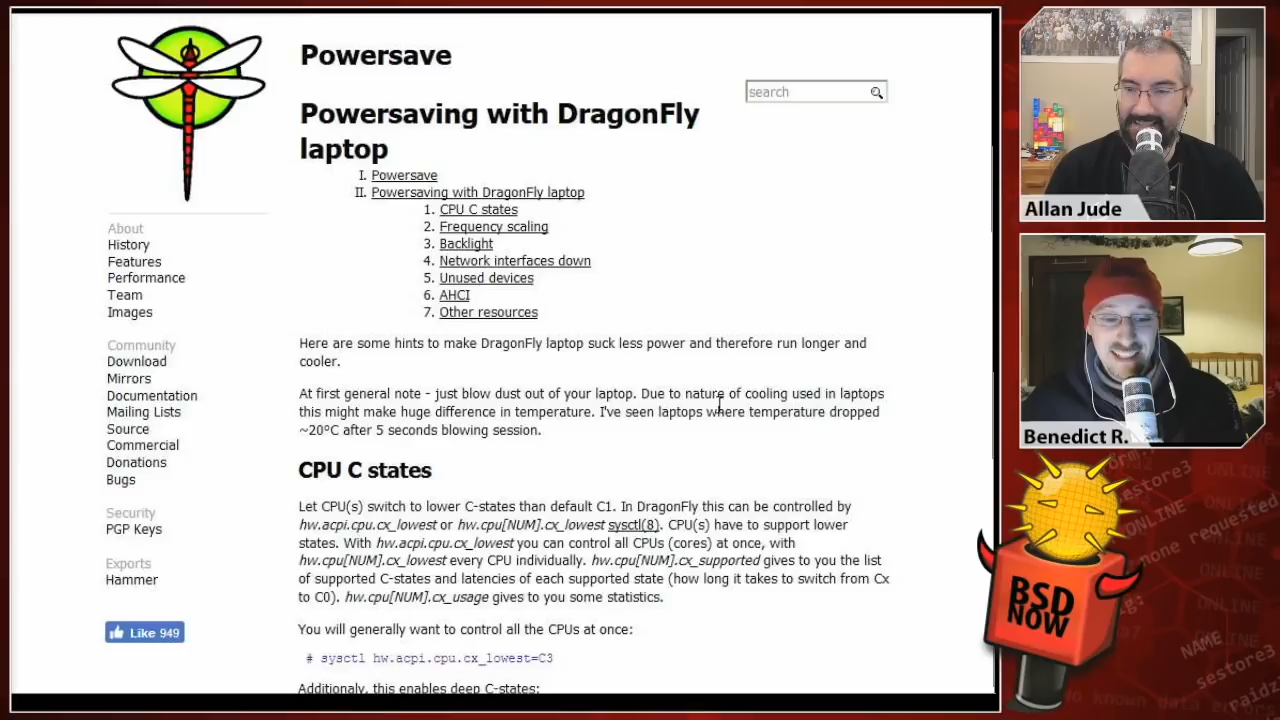 Powersave
search
Powersaving with DragonFly
laptop
I. Powersave
II. Powersaving with DragonFly laptop
1. CPU C states
2. Frequency scaling
3. Backlight
4. Network interfaces down
5. Unused devices
6. AHCI
7. Other resources
Here are some hints to make DragonFly laptop suck less power and therefore run longer and
cooler.
At first general note - just blow dust out of your laptop. Due to nature of cooling used in laptops
this might make huge difference in temperature. I've seen laptops where temperature dropped
~20ºC after 5 seconds blowing session.
CPU C states
Let CPU(s) switch to lower C-states than default C1. In DragonFly this can be controlled by
hw.acpi.cpu.cx_lowest or hw.cpu[NUM].cx_lowest sysctl(8). CPU(s) have to support lower
states. With hw.acpi.cpu.cx_lowest you can control all CPUs (cores) at once, with
hw.cpu[NUM].cx_lowest every CPU individually. hw.cpu[NUM].cx_supported gives to you the list
of supported C-states and latencies of each supported state (how long it takes to switch from Cx
to C0). hw.cpu[NUM].cx_usage gives to you some statistics.
You will generally want to control all the CPUs at once:
# sysctl hw.acpi.cpu.cx_lowest=C3
Additionaly, this enables deep C-states:
About
History
Features
Performance
Team
Images
Community
Download
Mirrors
Documentation
Mailing Lists
Source
Commercial
Donations
Bugs
Security
PGP Keys
Exports
Hammer
Like 949
Allan Jude
Benedict R.
BSD
NOW
ONLINE
none requested
ONLINE
ONLINE
NAME
sestore3